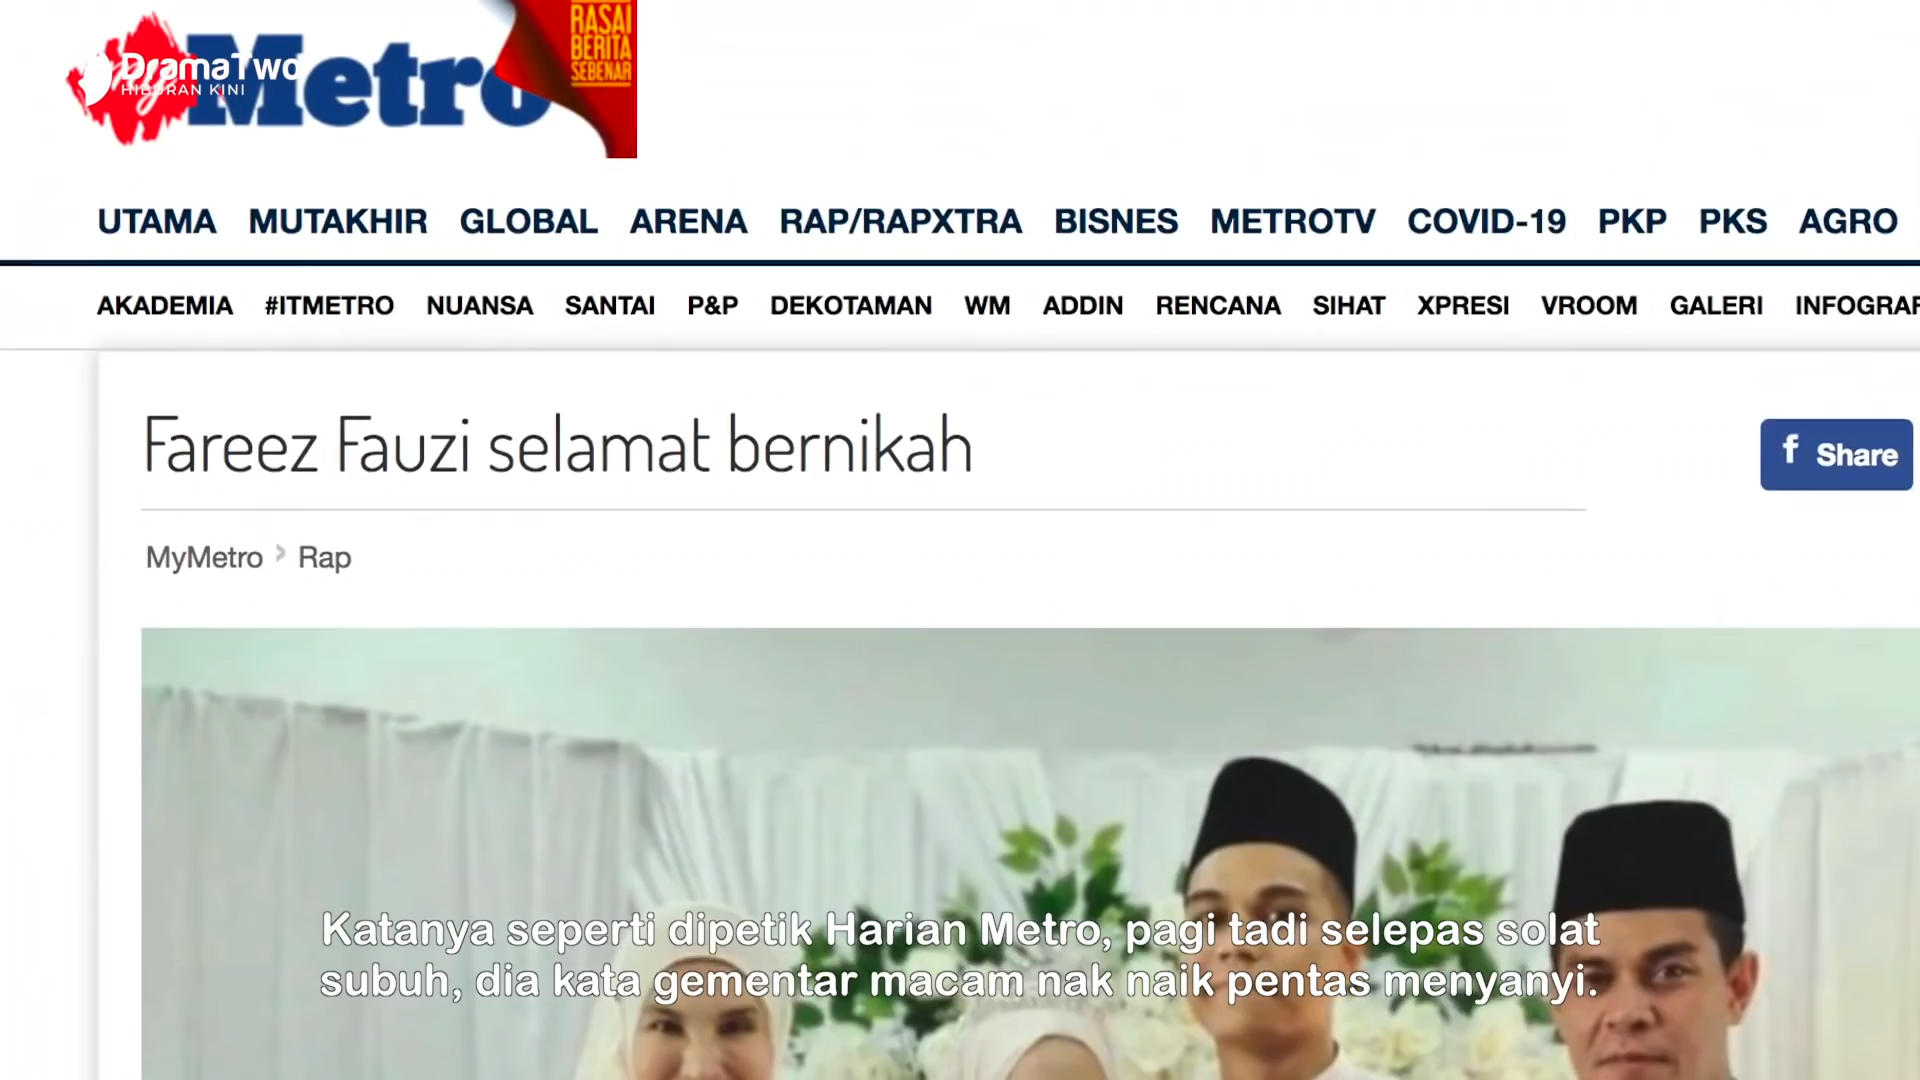 DramaTwo
HIBURAN KINI
my Metro
RASAI
BERITA
SEBENAR
UTAMA MUTAKHIR GLOBAL ARENA RAP/RAPXTRA BISNES METROTV COVID-19 PKP PKS AGRO
AKADEMIA #ITMETRO NUANSA SANTAI P&P DEKOTAMAN WM ADDIN RENCANA SIHAT XPRESI VROOM GALERI INFOGRAF
Fareez Fauzi selamat bernikah
f Share
MyMetro > Rap
Katanya seperti dipetik Harian Metro, pagi tadi selepas solat
subuh, dia kata gementar macam nak naik pentas menyanyi.